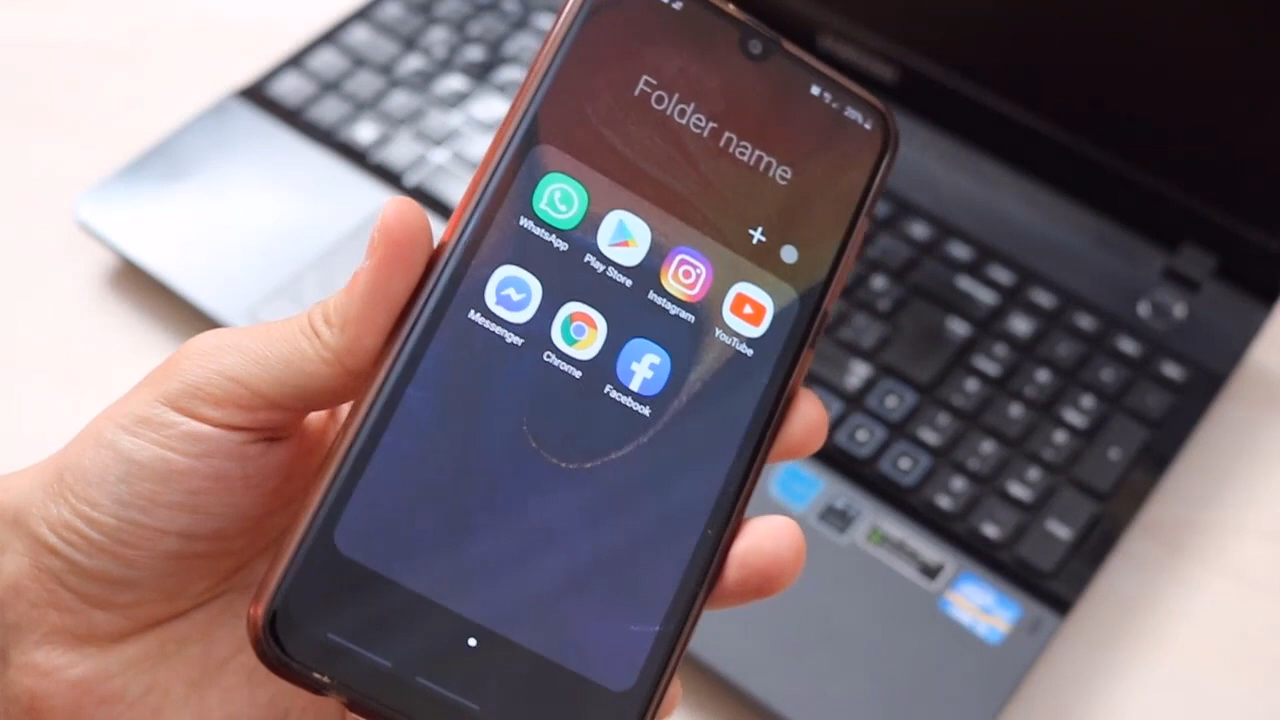 Folder name
WhatsApp
Play Store
Instagram
YouTube
Messenger
Chrome
Facebook